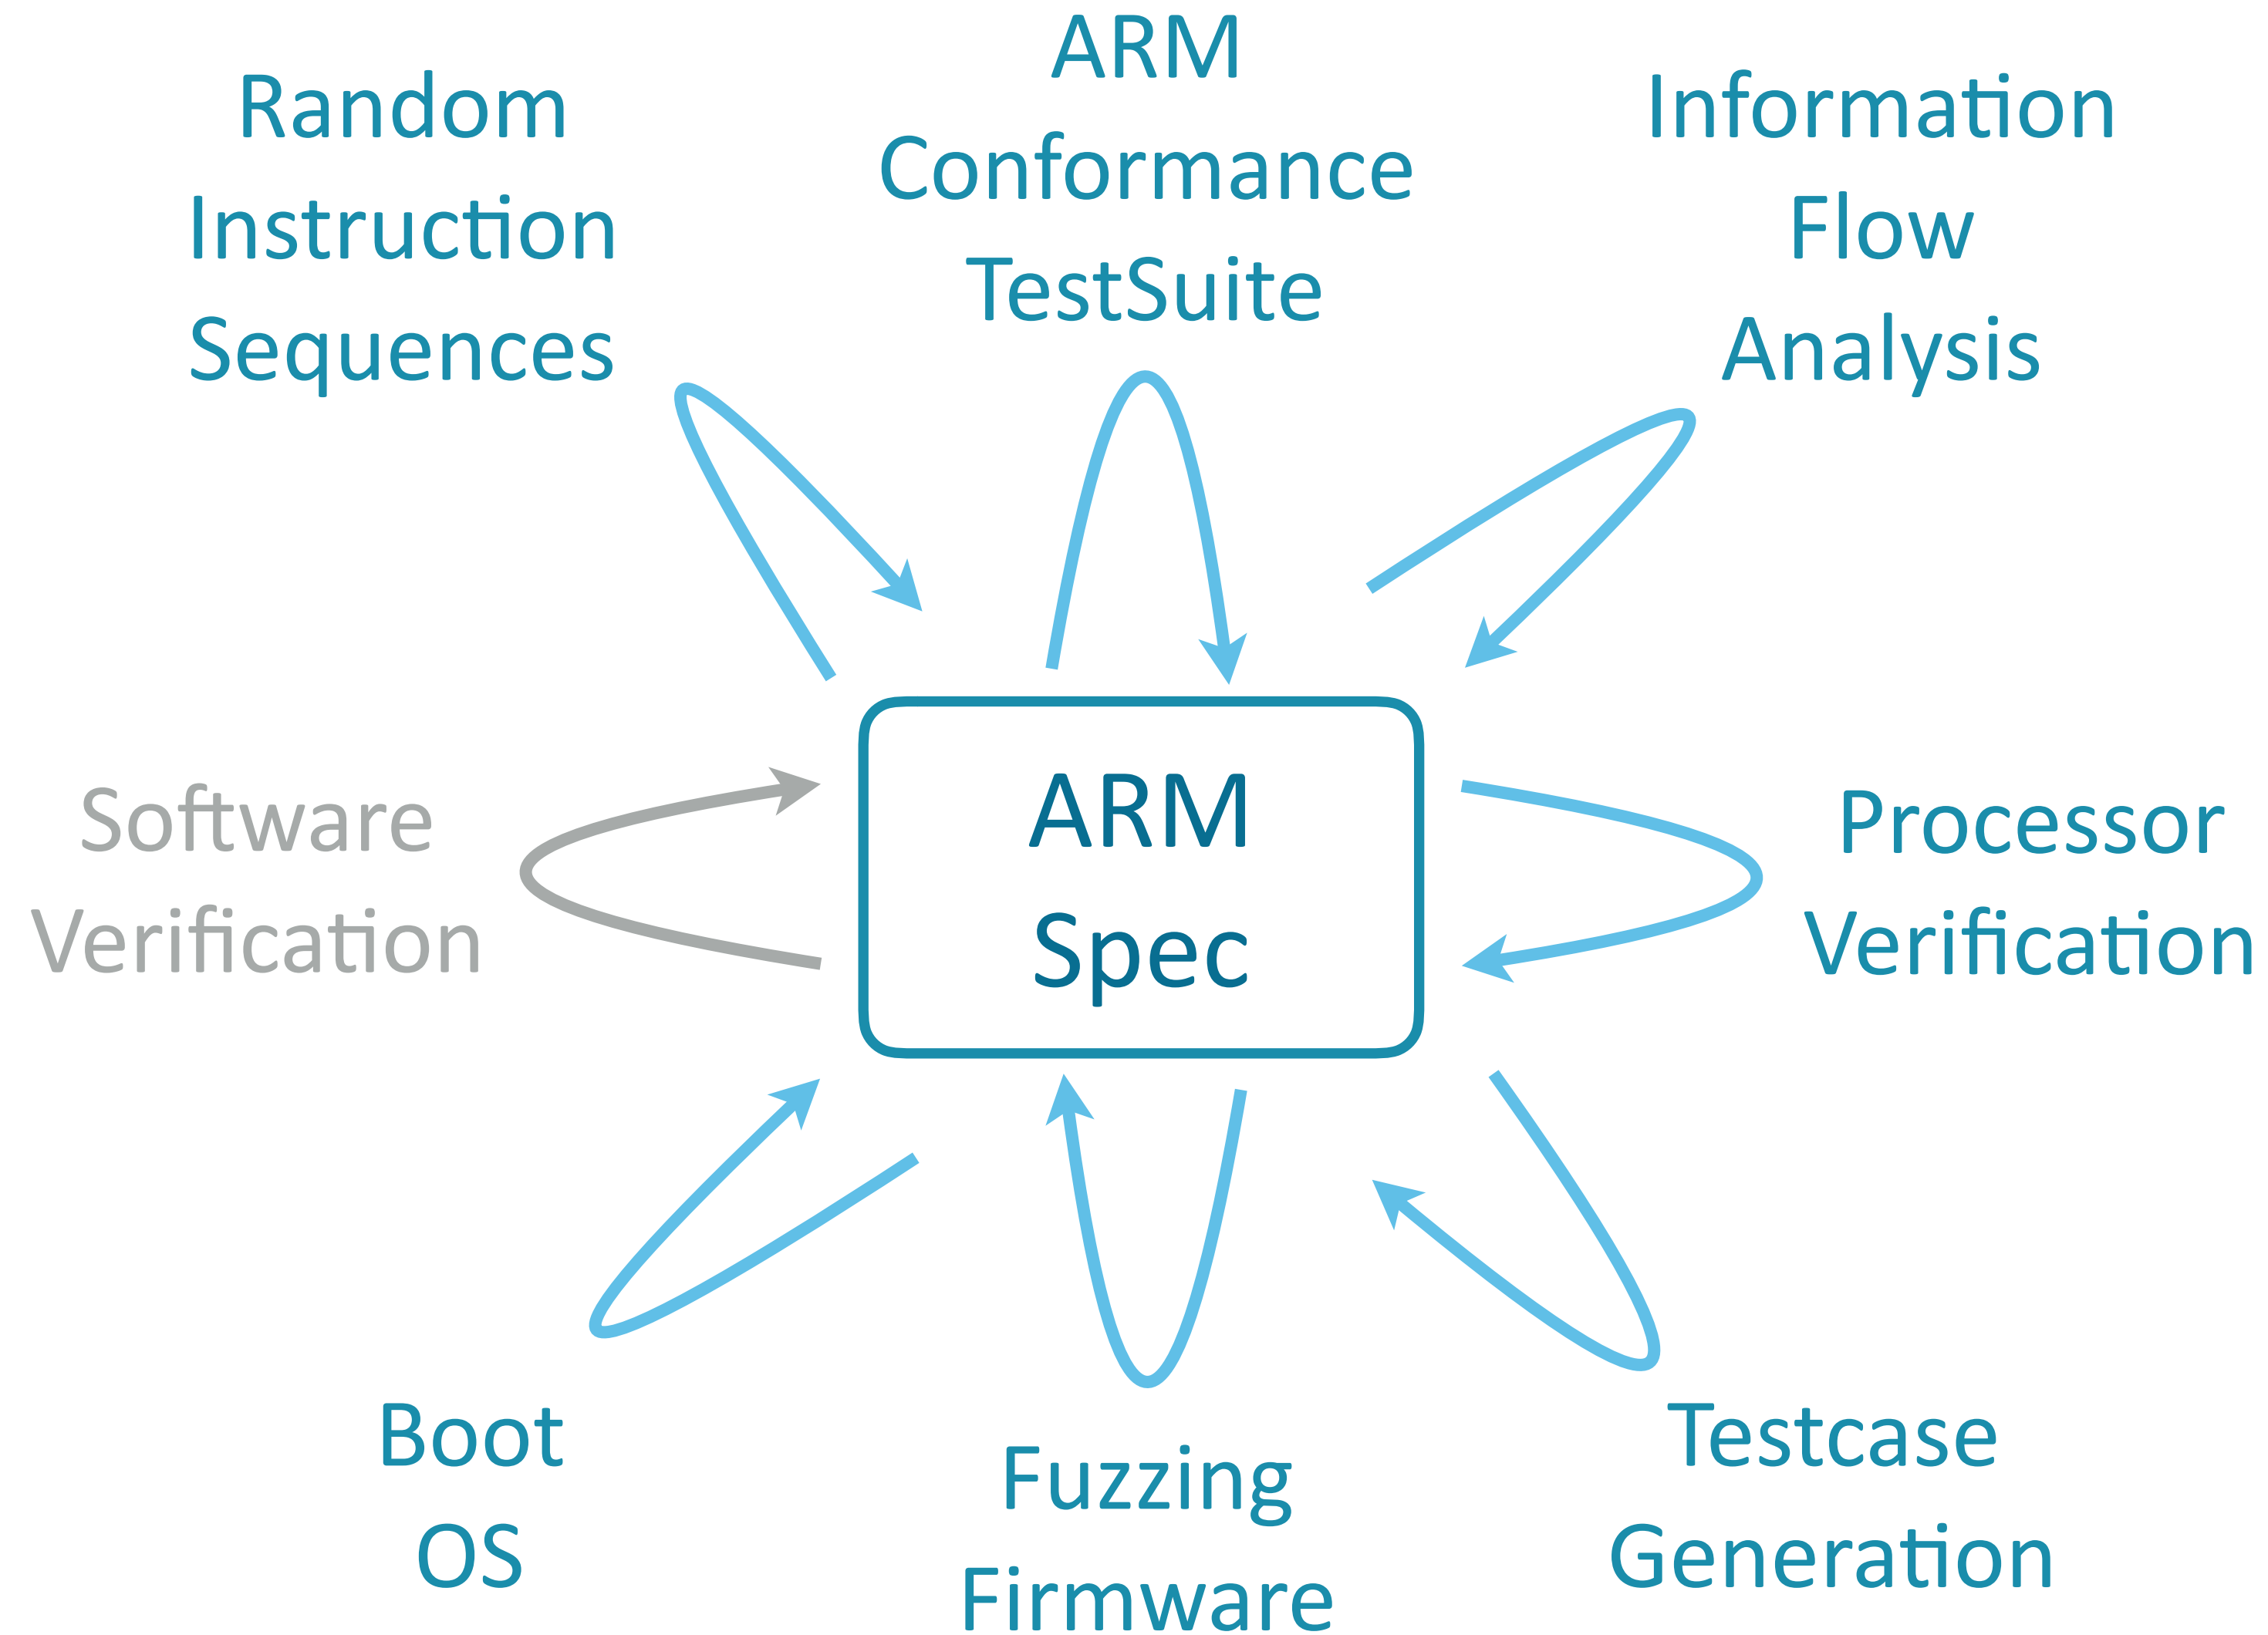 Random
Instruction
Sequences
ARM
Conformance
TestSuite
Information
Flow
Analysis
Software
Verification
ARM
Spec
Processor
Verification
Boot
OS
Fuzzing
Firmware
Testcase
Generation